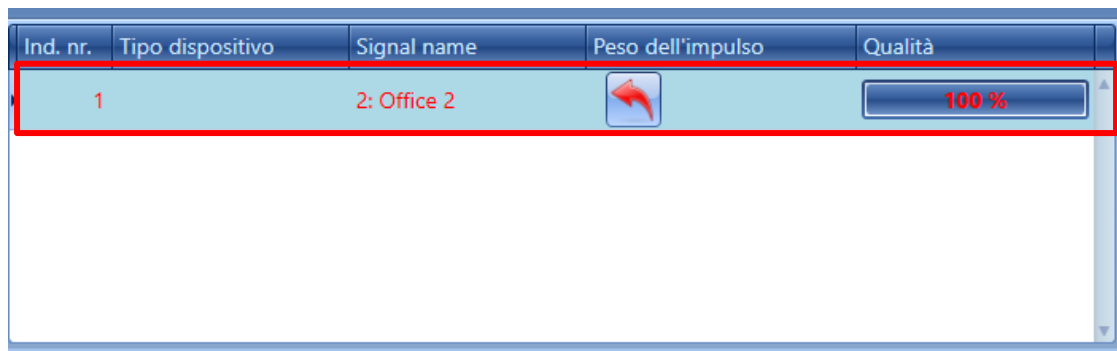 Ind. nr. Tipo dispositivo Signal name Peso dell'impulso Qualità
1 2: Office 2 100 %